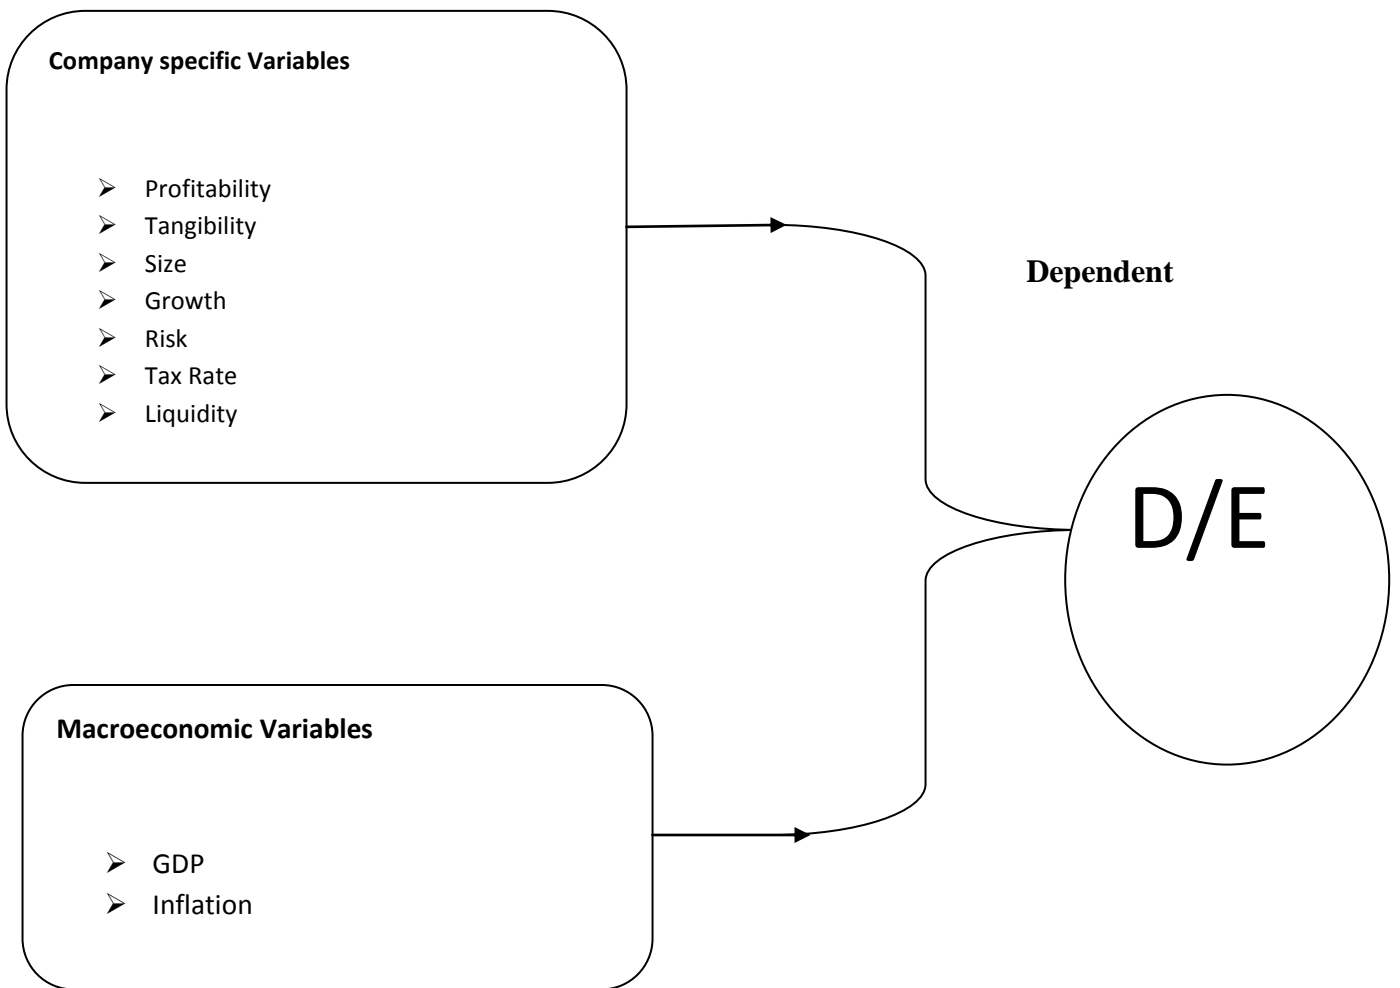 Company specific Variables
Profitability
Tangibility
Size
Growth
Risk
Tax Rate
Liquidity
Dependent
D/E
Macroeconomic Variables
GDP
Inflation